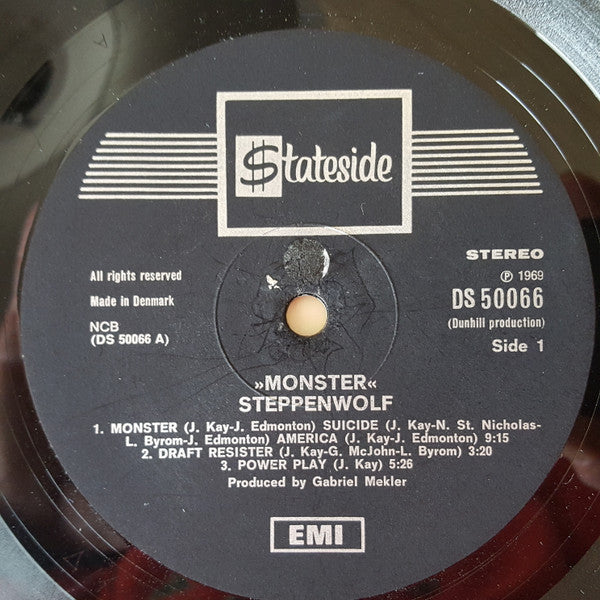 $tateside
All rights reserved
Made in Denmark
NCB
(DS 50066 A)
STEREO
℗ 1969
DS 50066
(Dunhill production)
Side 1
»MONSTER«
STEPPENWOLF
1. MONSTER (J. Kay-J. Edmonton) SUICIDE (J. Kay-N. St. Nicholas-
L. Byrom-J. Edmonton) AMERICA (J. Kay-J. Edmonton) 9:15
2. DRAFT RESISTER (J. Kay-G. McJohn-L. Byrom) 3:20
3. POWER PLAY (J. Kay) 5:26
Produced by Gabriel Mekler
EMI